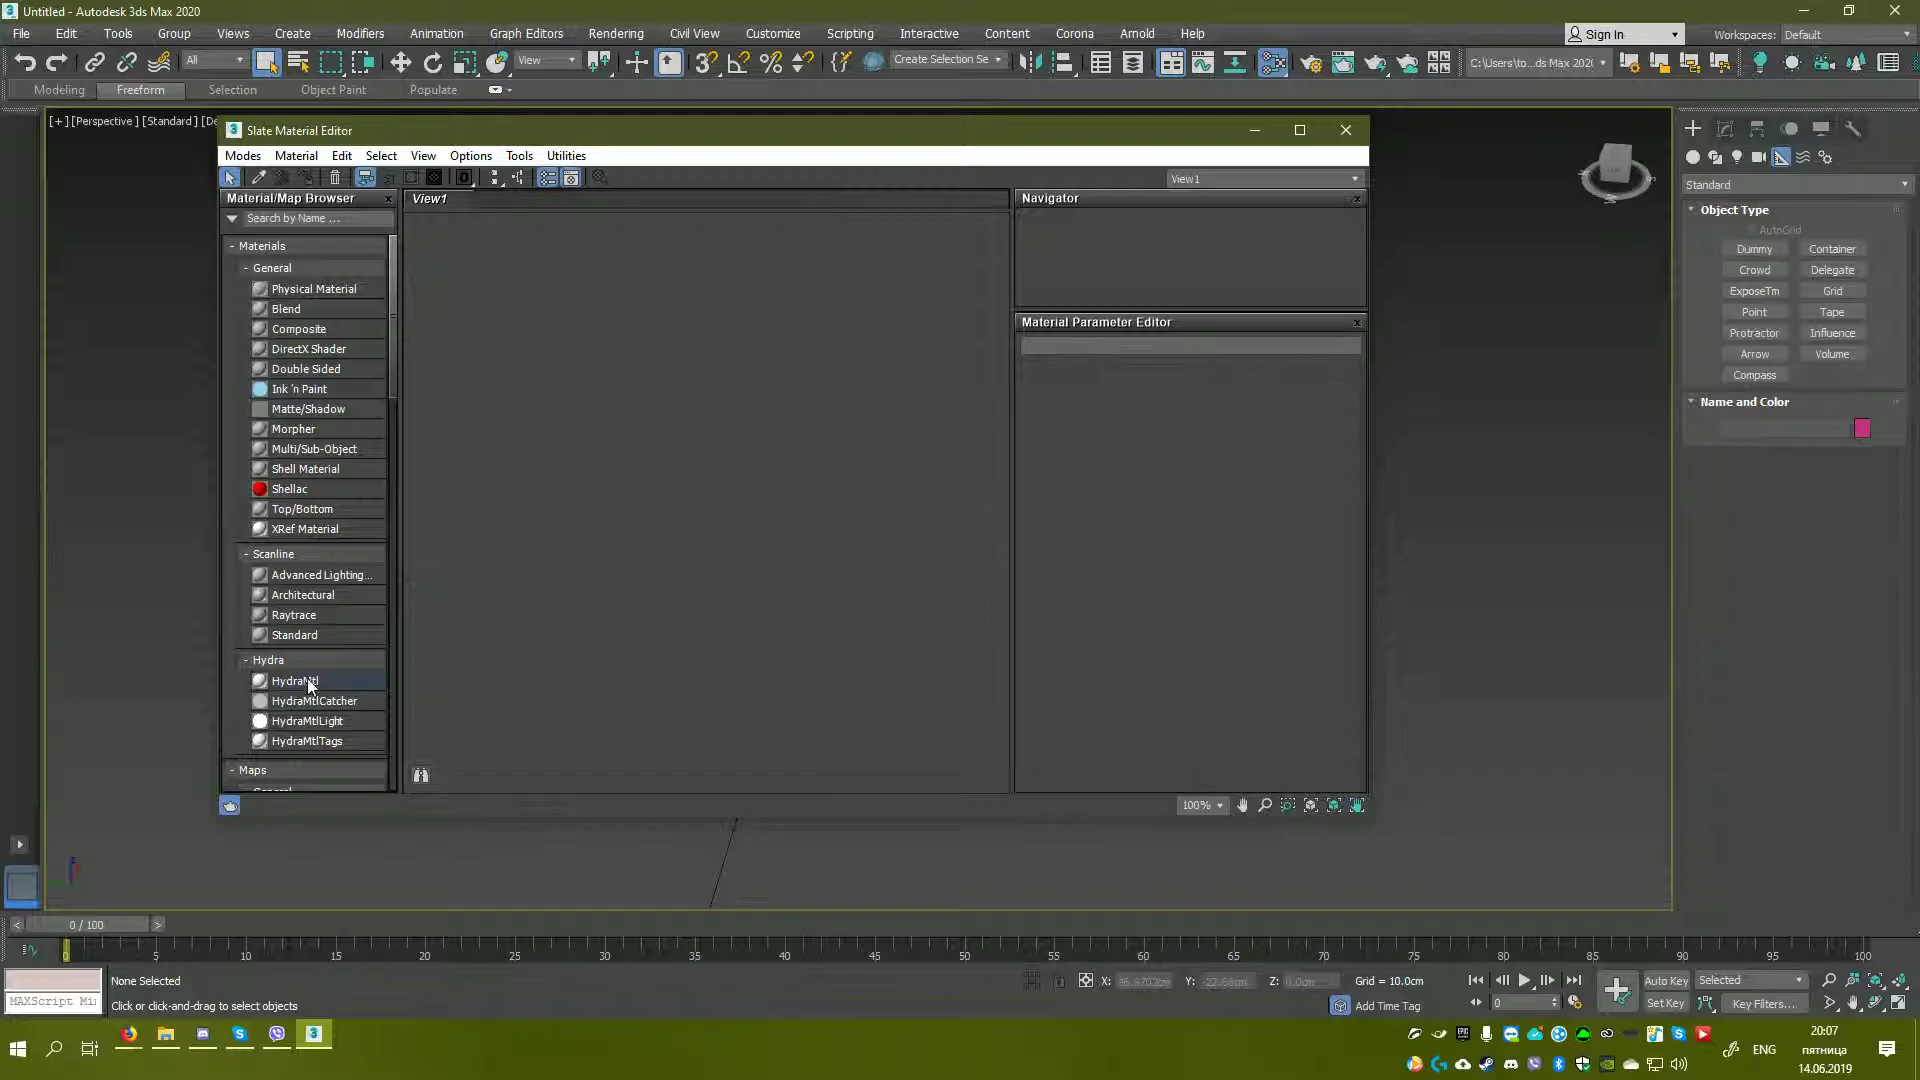 Untitled - Autodesk 3ds Max 2020
File Edit Tools Group Views Create Modifiers Animation Graph Editors Rendering Civil View Customize Scripting Interactive Content Corona Arnold Help Sign In Workspaces: Default
All View Create Selection Se
Modeling Freeform Selection Object Paint Populate
[+] [Perspective ] [Standard ]
Slate Material Editor
Modes Material Edit Select View Options Tools Utilities
View1
Material/Map Browser
Search by Name ...
- Materials
- General
Physical Material
Blend
Composite
DirectX Shader
Double Sided
Ink 'n Paint
Matte/Shadow
Morpher
Multi/Sub-Object
Shell Material
Shellac
Top/Bottom
XRef Material
- Scanline
Advanced Lighting...
Architectural
Raytrace
Standard
- Hydra
HydraMtl
HydraMtlCatcher
HydraMtlLight
HydraMtlTags
- Maps
View1
Navigator
Material Parameter Editor
100%
Standard
Object Type
AutoGrid
Dummy Container
Crowd Delegate
ExposeTm Grid
Point Tape
Protractor Influence
Arrow Volume
Compass
Name and Color
0 / 100
0 5 10 15 20 25 30 35 40 45 50 55 60 65 70 75 80 85 90 95 100
None Selected
X: Y: Z: Grid = 10.0cm
Auto Key Selected
MAXScript Mi
Click or click-and-drag to select objects
Add Time Tag
0
Set Key Key Filters...
20:07
ENG пятница
14.06.2019